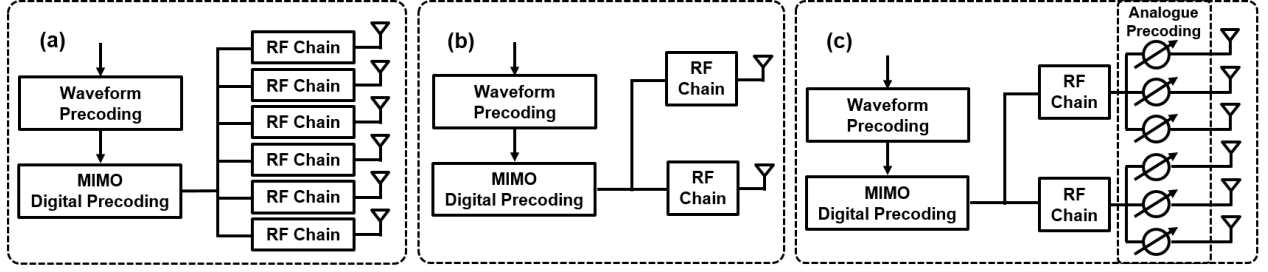 (a)
Waveform
Precoding
MIMO
Digital Precoding
RF Chain
RF Chain
RF Chain
RF Chain
RF Chain
RF Chain
(b)
Waveform
Precoding
MIMO
Digital Precoding
RF
Chain
RF
Chain
(c)
Waveform
Precoding
MIMO
Digital Precoding
RF
Chain
RF
Chain
Analogue
Precoding